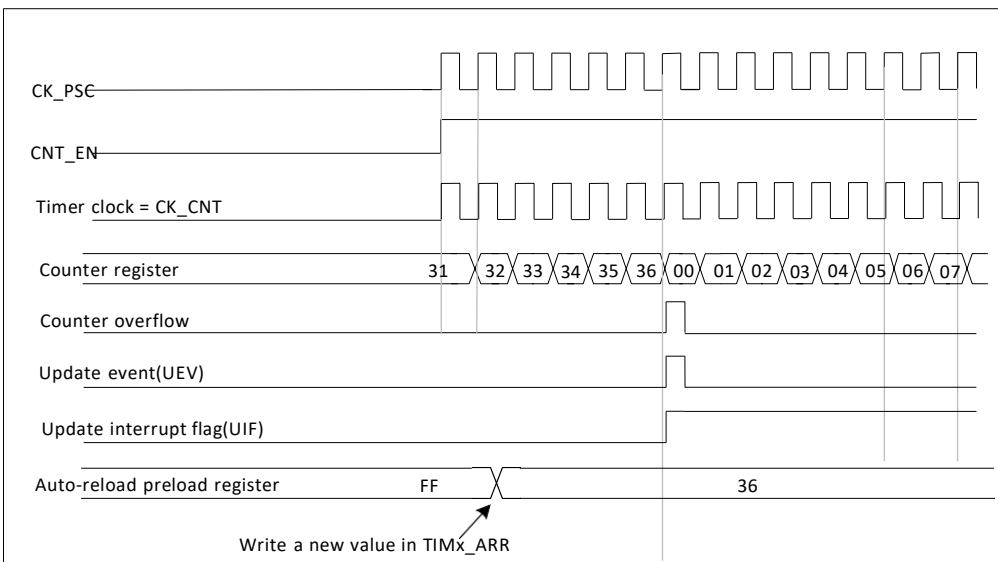 CK_PSC
CNT_EN
Timer clock = CK_CNT
Counter register 31 32 33 34 35 36 00 01 02 03 04 05 06 07
Counter overflow
Update event(UEV)
Update interrupt flag(UIF)
Auto-reload preload register FF 36
Write a new value in TIMx_ARR